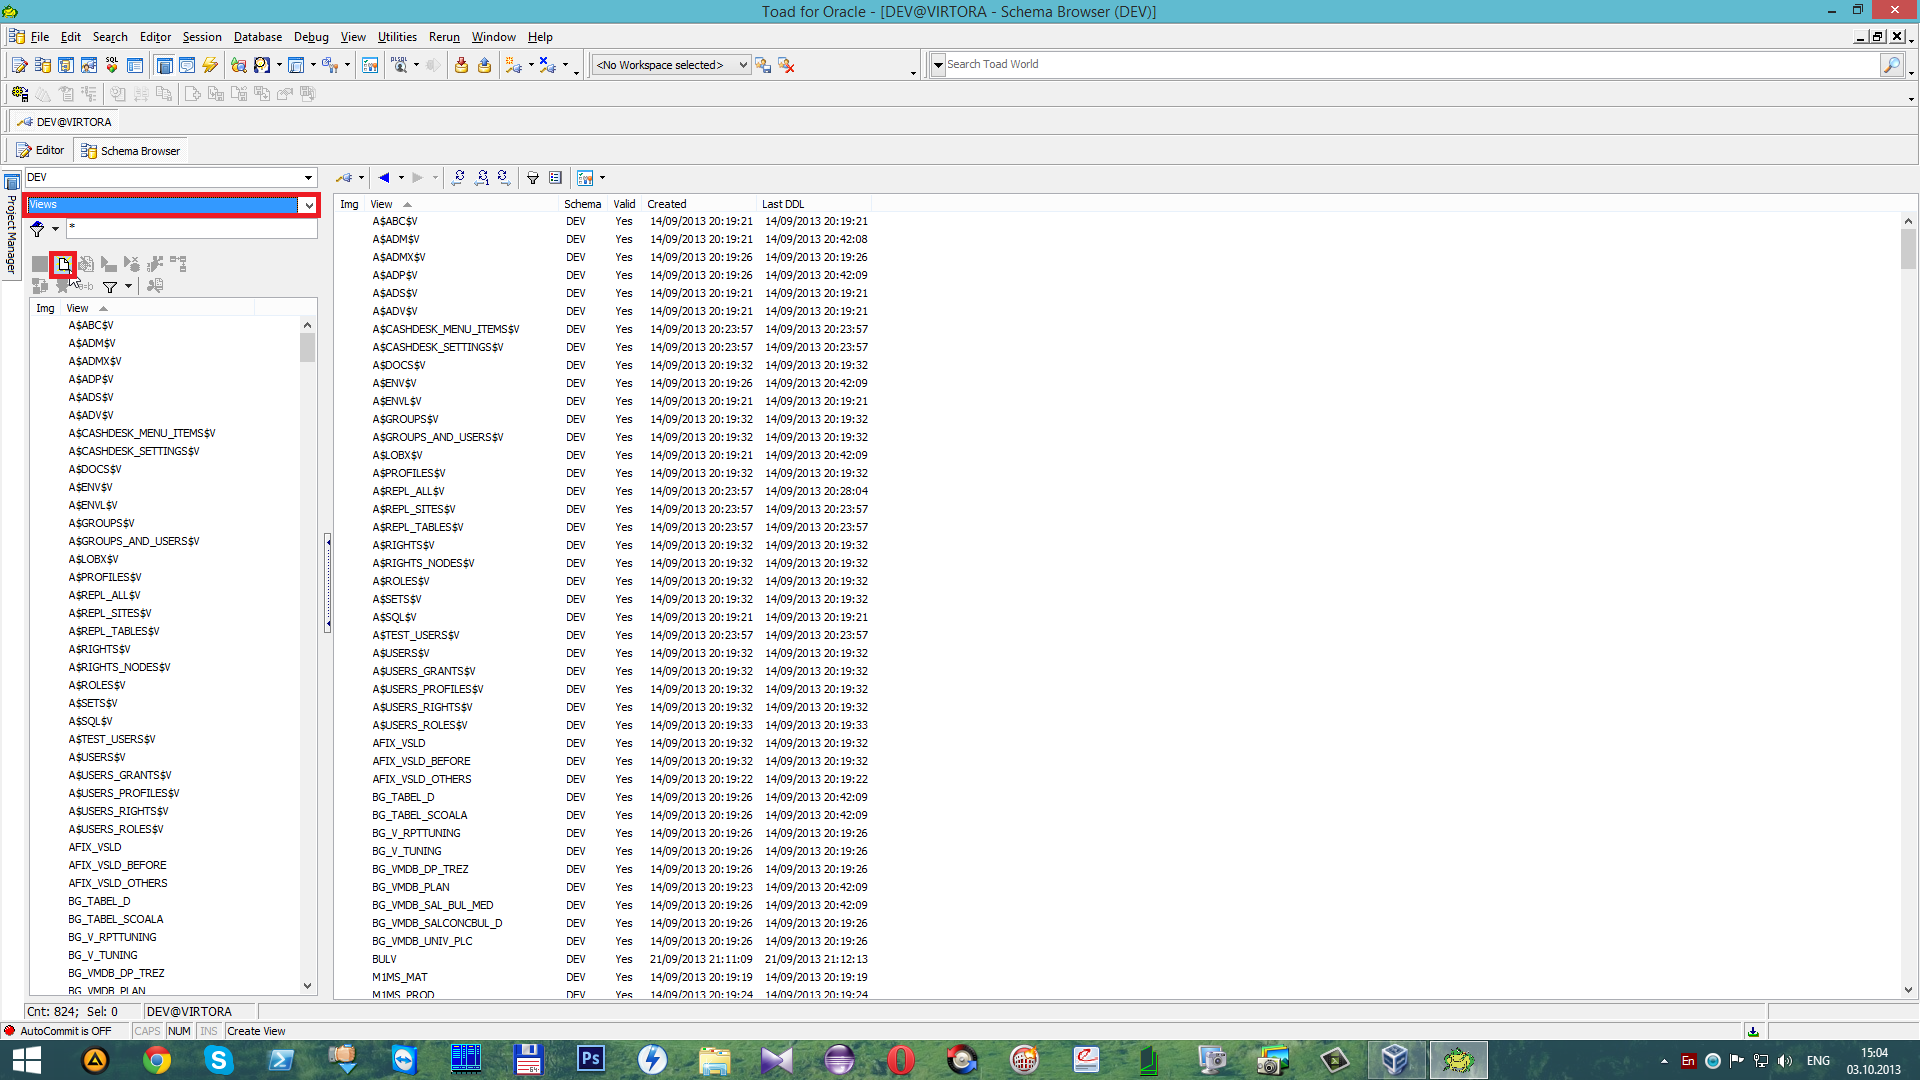 Toad for Oracle - [DEV@VIRTORA - Schema Browser (DEV)]
File Edit Search Editor Session Database Debug View Utilities Rerun Window Help
<No Workspace selected> Search Toad World
DEV@VIRTORA
Editor Schema Browser
Project Manager
DEV
Views
*
Img View
A$ABC$V
A$ADM$V
A$ADMX$V
A$ADP$V
A$ADS$V
A$ADV$V
A$CASHDESK_MENU_ITEMS$V
A$CASHDESK_SETTINGS$V
A$DOCS$V
A$ENV$V
A$ENVL$V
A$GROUPS$V
A$GROUPS_AND_USERS$V
A$LOBX$V
A$PROFILES$V
A$REPL_ALL$V
A$REPL_SITES$V
A$REPL_TABLES$V
A$RIGHTS$V
A$RIGHTS_NODES$V
A$ROLES$V
A$SETS$V
A$SQL$V
A$TEST_USERS$V
A$USERS$V
A$USERS_GRANTS$V
A$USERS_PROFILES$V
A$USERS_RIGHTS$V
A$USERS_ROLES$V
AFIX_VSLD
AFIX_VSLD_BEFORE
AFIX_VSLD_OTHERS
BG_TABEL_D
BG_TABEL_SCOALA
BG_V_RPTTUNING
BG_V_TUNING
BG_VMDB_DP_TREZ
BG_VMDB_PLAN
Img View Schema Valid Created Last DDL
A$ABC$V DEV Yes 14/09/2013 20:19:21 14/09/2013 20:19:21
A$ADM$V DEV Yes 14/09/2013 20:19:21 14/09/2013 20:42:08
A$ADMX$V DEV Yes 14/09/2013 20:19:26 14/09/2013 20:19:26
A$ADP$V DEV Yes 14/09/2013 20:19:26 14/09/2013 20:42:09
A$ADS$V DEV Yes 14/09/2013 20:19:21 14/09/2013 20:19:21
A$ADV$V DEV Yes 14/09/2013 20:19:21 14/09/2013 20:19:21
A$CASHDESK_MENU_ITEMS$V DEV Yes 14/09/2013 20:23:57 14/09/2013 20:23:57
A$CASHDESK_SETTINGS$V DEV Yes 14/09/2013 20:23:57 14/09/2013 20:23:57
A$DOCS$V DEV Yes 14/09/2013 20:19:32 14/09/2013 20:19:32
A$ENV$V DEV Yes 14/09/2013 20:19:26 14/09/2013 20:42:09
A$ENVL$V DEV Yes 14/09/2013 20:19:21 14/09/2013 20:19:21
A$GROUPS$V DEV Yes 14/09/2013 20:19:32 14/09/2013 20:19:32
A$GROUPS_AND_USERS$V DEV Yes 14/09/2013 20:19:32 14/09/2013 20:19:32
A$LOBX$V DEV Yes 14/09/2013 20:19:21 14/09/2013 20:42:09
A$PROFILES$V DEV Yes 14/09/2013 20:19:32 14/09/2013 20:19:32
A$REPL_ALL$V DEV Yes 14/09/2013 20:23:57 14/09/2013 20:28:04
A$REPL_SITES$V DEV Yes 14/09/2013 20:23:57 14/09/2013 20:23:57
A$REPL_TABLES$V DEV Yes 14/09/2013 20:23:57 14/09/2013 20:23:57
A$RIGHTS$V DEV Yes 14/09/2013 20:19:32 14/09/2013 20:19:32
A$RIGHTS_NODES$V DEV Yes 14/09/2013 20:19:32 14/09/2013 20:19:32
A$ROLES$V DEV Yes 14/09/2013 20:19:32 14/09/2013 20:19:32
A$SETS$V DEV Yes 14/09/2013 20:19:32 14/09/2013 20:19:32
A$SQL$V DEV Yes 14/09/2013 20:19:21 14/09/2013 20:19:21
A$TEST_USERS$V DEV Yes 14/09/2013 20:23:57 14/09/2013 20:23:57
A$USERS$V DEV Yes 14/09/2013 20:19:32 14/09/2013 20:19:32
A$USERS_GRANTS$V DEV Yes 14/09/2013 20:19:32 14/09/2013 20:19:32
A$USERS_PROFILES$V DEV Yes 14/09/2013 20:19:32 14/09/2013 20:19:32
A$USERS_RIGHTS$V DEV Yes 14/09/2013 20:19:32 14/09/2013 20:19:32
A$USERS_ROLES$V DEV Yes 14/09/2013 20:19:33 14/09/2013 20:19:33
AFIX_VSLD DEV Yes 14/09/2013 20:19:32 14/09/2013 20:19:32
AFIX_VSLD_BEFORE DEV Yes 14/09/2013 20:19:32 14/09/2013 20:19:32
AFIX_VSLD_OTHERS DEV Yes 14/09/2013 20:19:22 14/09/2013 20:19:22
BG_TABEL_D DEV Yes 14/09/2013 20:19:26 14/09/2013 20:42:09
BG_TABEL_SCOALA DEV Yes 14/09/2013 20:19:26 14/09/2013 20:42:09
BG_V_RPTTUNING DEV Yes 14/09/2013 20:19:26 14/09/2013 20:19:26
BG_V_TUNING DEV Yes 14/09/2013 20:19:26 14/09/2013 20:19:26
BG_VMDB_DP_TREZ DEV Yes 14/09/2013 20:19:26 14/09/2013 20:19:26
BG_VMDB_PLAN DEV Yes 14/09/2013 20:19:23 14/09/2013 20:42:09
BG_VMDB_SAL_BUL_MED DEV Yes 14/09/2013 20:19:26 14/09/2013 20:42:09
BG_VMDB_SALCONCBUL_D DEV Yes 14/09/2013 20:19:26 14/09/2013 20:19:26
BG_VMDB_UNIV_PLC DEV Yes 14/09/2013 20:19:26 14/09/2013 20:19:26
BULV DEV Yes 21/09/2013 21:11:09 21/09/2013 21:12:13
M1MS_MAT DEV Yes 14/09/2013 20:19:19 14/09/2013 20:19:19
M1MS_PROD DEV Yes 14/09/2013 20:19:24 14/09/2013 20:19:24
Cnt: 824; Sel: 0 DEV@VIRTORA
AutoCommit is OFF CAPS NUM INS Create View
Ps
En ENG 15:04
03.10.2013